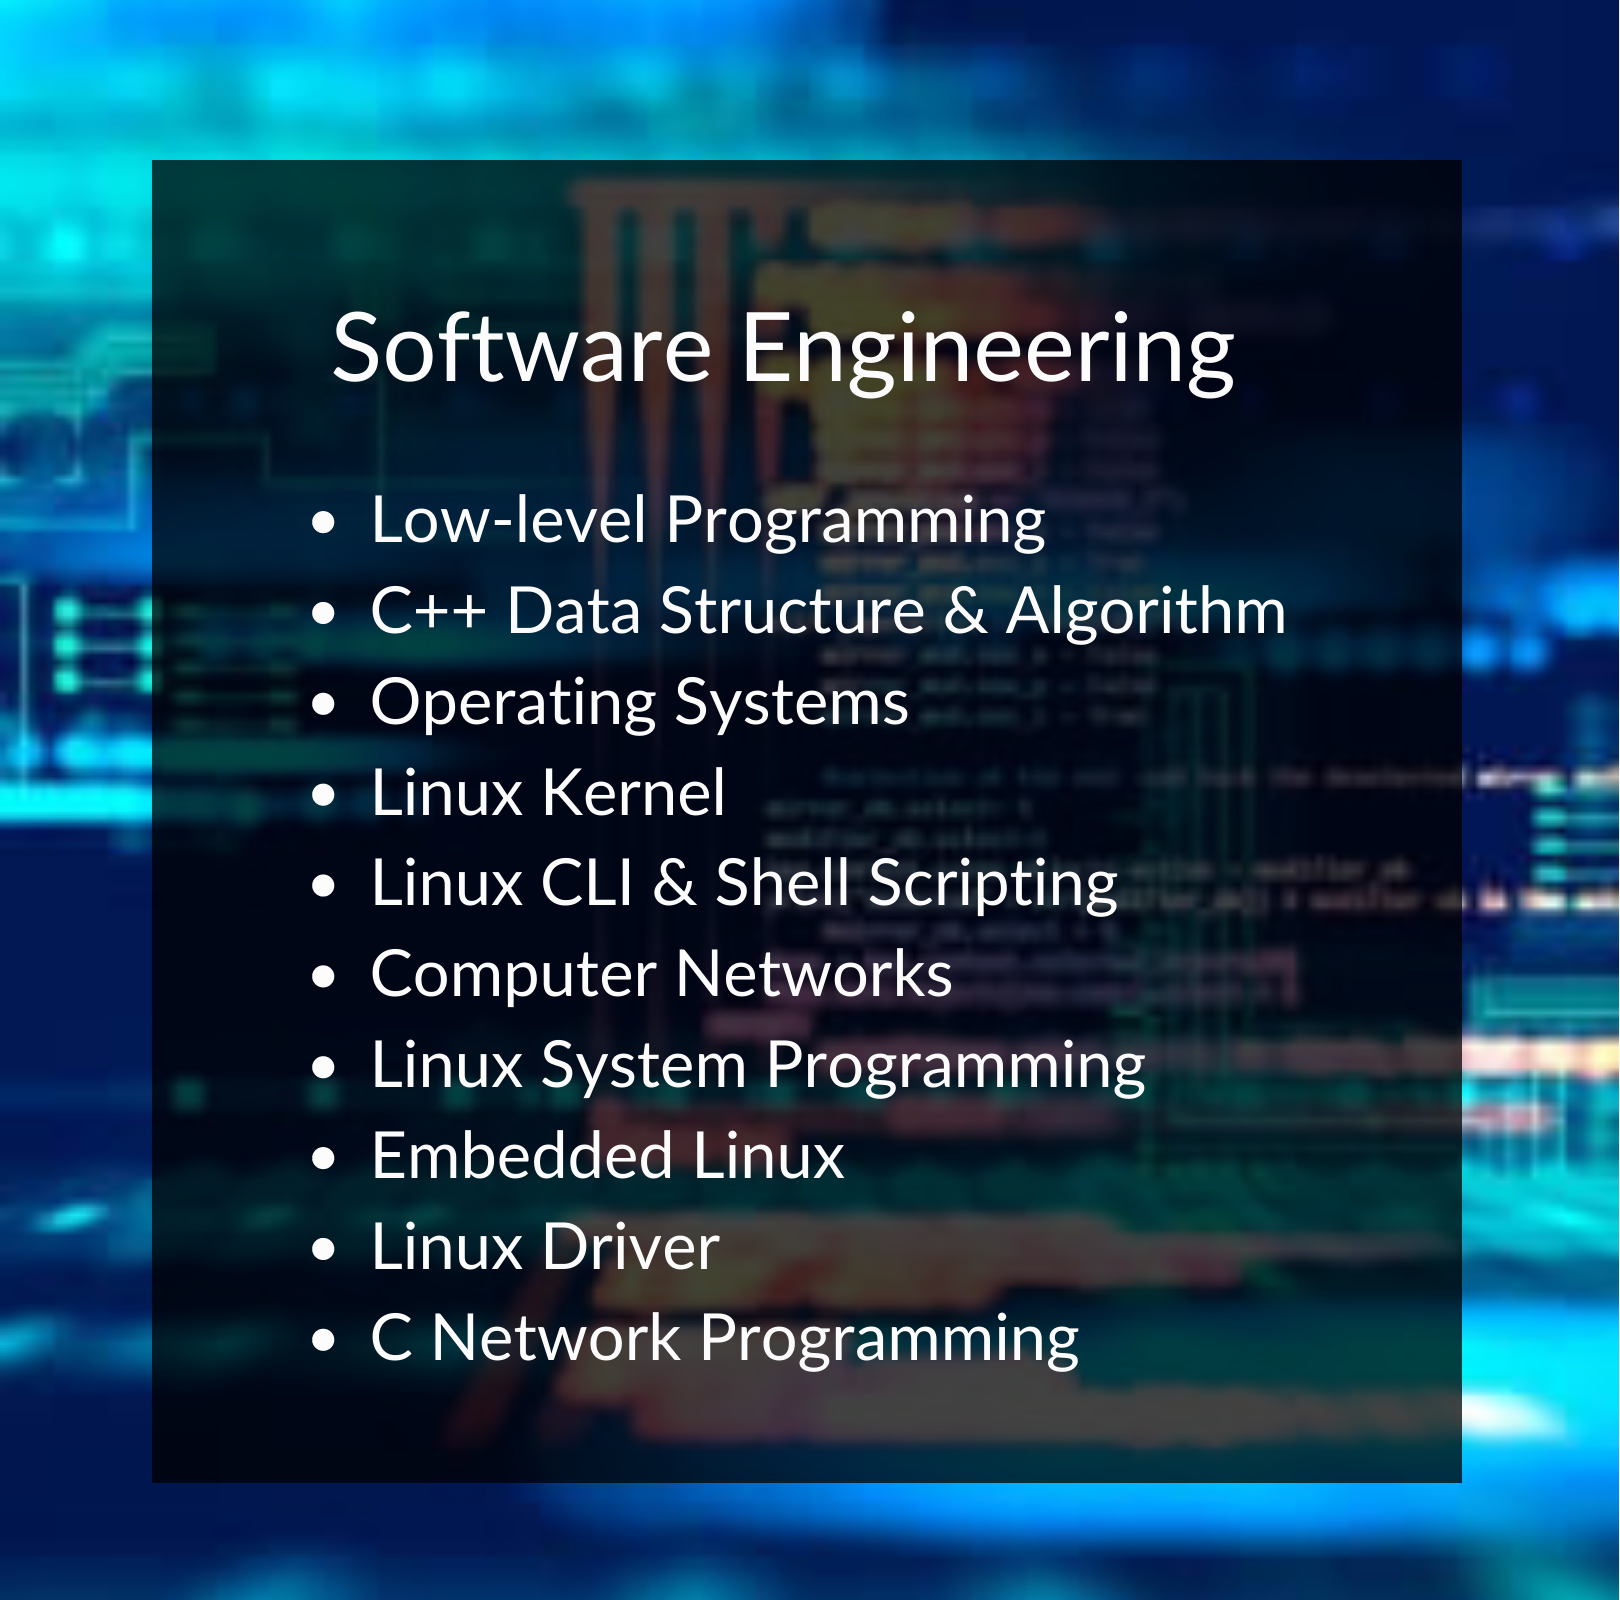 Software Engineering
• Low-level Programming
• C++ Data Structure & Algorithm
• Operating Systems
• Linux Kernel
• Linux CLI & Shell Scripting
• Computer Networks
• Linux System Programming
• Embedded Linux
• Linux Driver
• C Network Programming